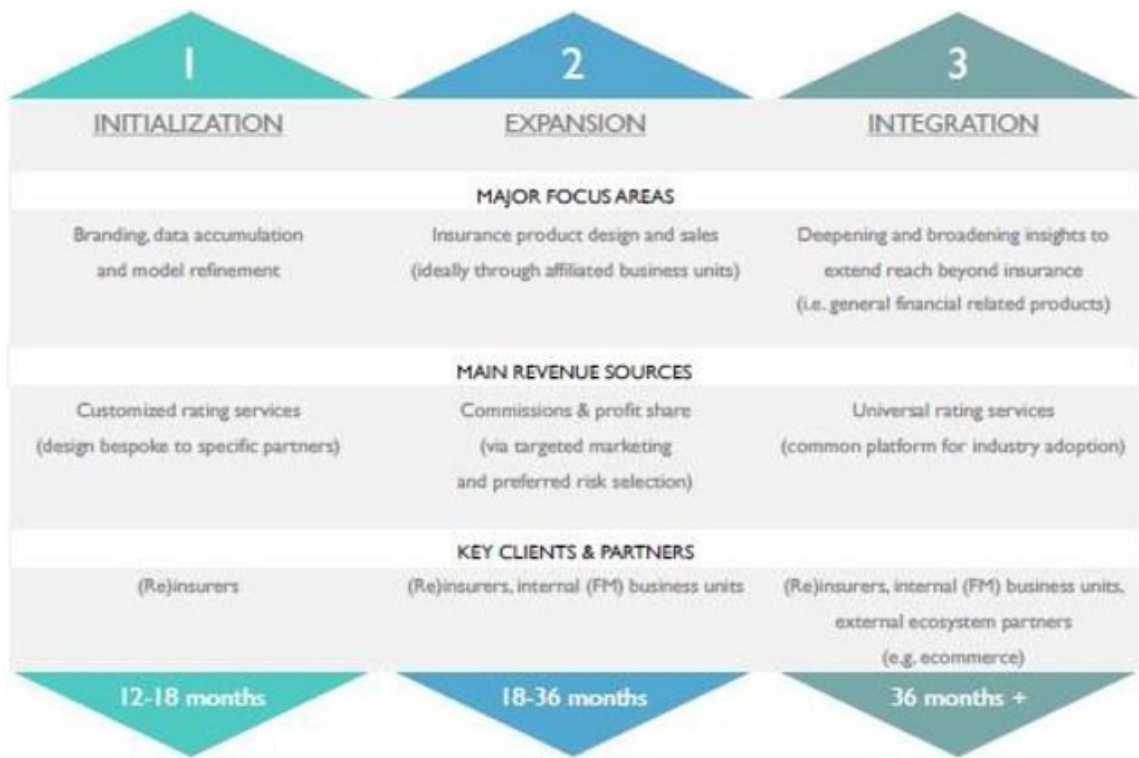 1
2
3
INITIALIZATION
EXPANSION
INTEGRATION
MAJOR FOCUS AREAS
Branding, data accumulation
and model refinement
Insurance product design and sales
(ideally through affiliated business units)
Deepening and broadening insights to
extend reach beyond insurance
(i.e. general financial related products)
MAIN REVENUE SOURCES
Customized rating services
(design bespoke to specific partners)
Commissions & profit share
(via targeted marketing
and preferred risk selection)
Universal rating services
(common platform for industry adoption)
KEY CLIENTS & PARTNERS
(Re)insurers
(Re)insurers, internal (FM) business units
(Re)insurers, internal (FM) business units,
external ecosystem partners
(e.g. ecommerce)
12-18 months
18-36 months
36 months +